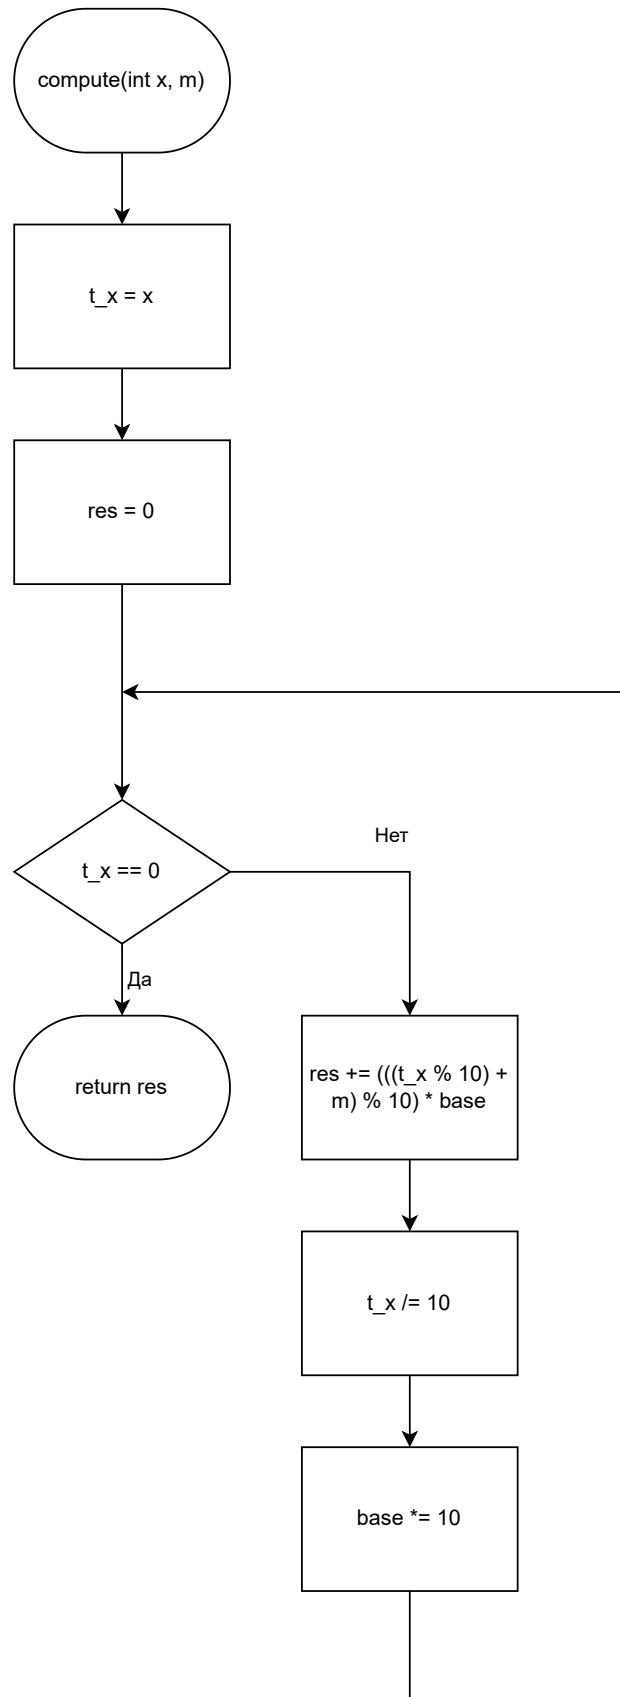 compute(int x, m)
t_x = x
res = 0
t_x == 0
Нет
Да
return res
res += (((t_x % 10) +
m) % 10) * base
t_x /= 10
base *= 10